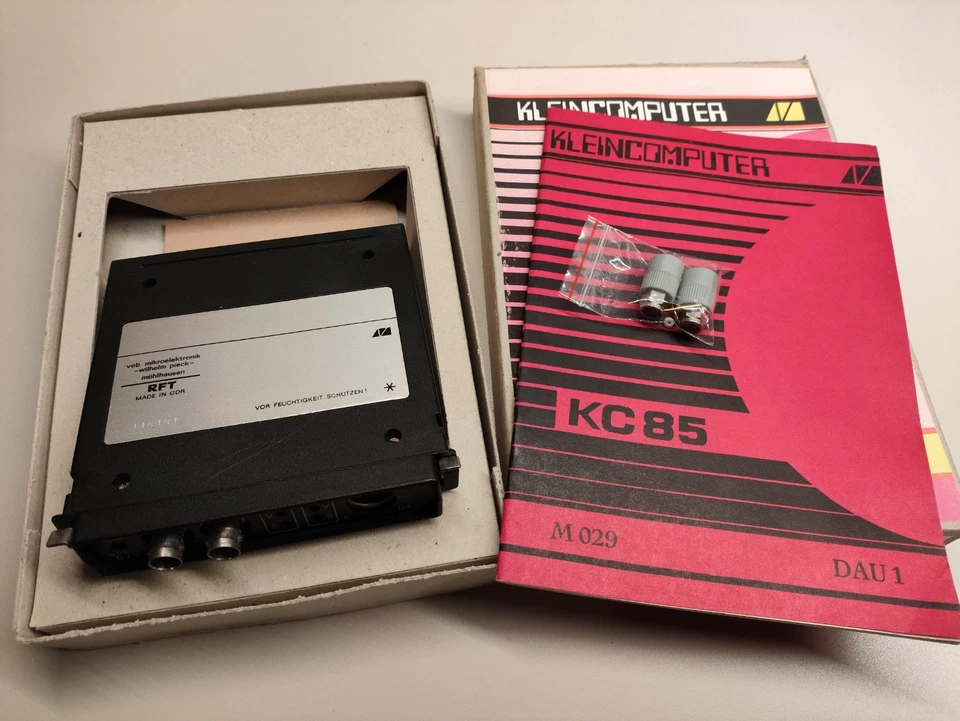 veb mikroelektronik
-wilhelm pieck-
mühlhausen
RFT
MADE IN GDR
VOR FEUCHTIGKEIT SCHÜTZEN!
KLEINCOMPUTER
KLEINCOMPUTER
KC 85
M 029
DAU 1